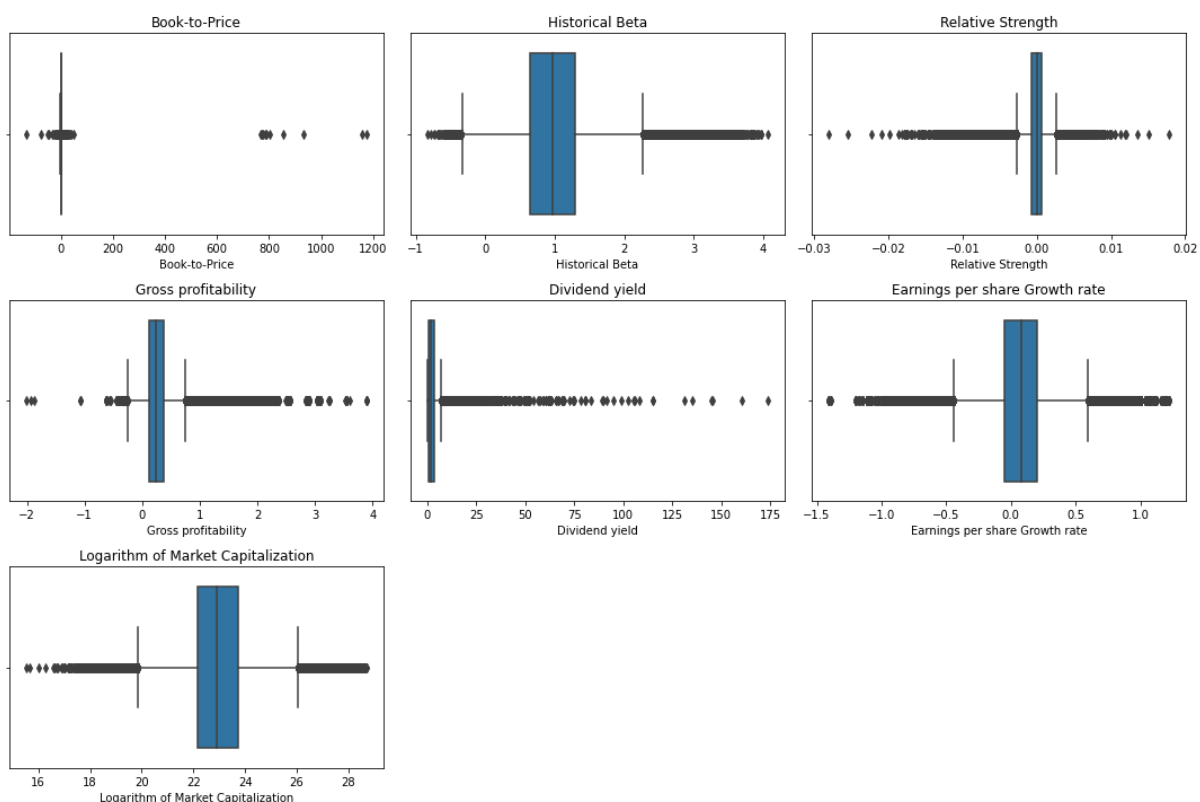 Book-to-Price
Historical Beta
Relative Strength
0 200 400 600 800 1000 1200
−1 0 1 2 3 4
−0.03 −0.02 −0.01 0.00 0.01 0.02
Book-to-Price
Historical Beta
Relative Strength
Gross profitability
Dividend yield
Earnings per share Growth rate
−2 −1 0 1 2 3 4
0 25 50 75 100 125 150 175
−1.5 −1.0 −0.5 0.0 0.5 1.0
Gross profitability
Dividend yield
Earnings per share Growth rate
Logarithm of Market Capitalization
16 18 20 22 24 26 28
Logarithm of Market Capitalization